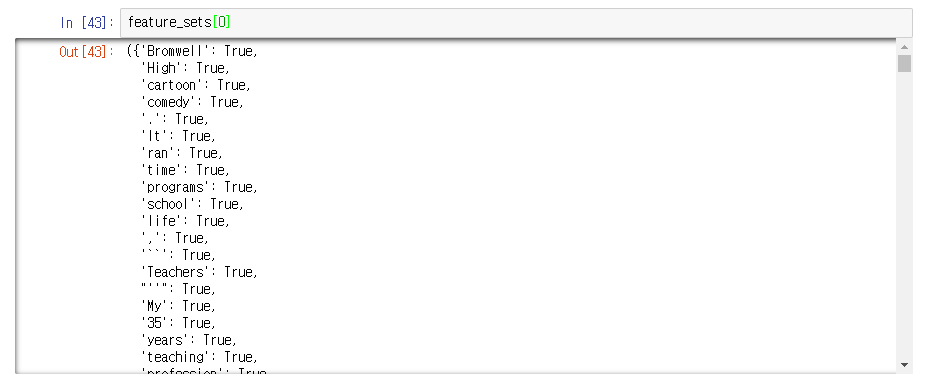 In [43]: feature_sets[0]
Out[43]: ({'Bromwell': True,
'High': True,
'cartoon': True,
'comedy': True,
'.': True,
'It': True,
'ran': True,
'time': True,
'programs': True,
'school': True,
'life': True,
',': True,
'``': True,
'Teachers': True,
"''": True,
'My': True,
'35': True,
'years': True,
'teaching': True,
'profession': True